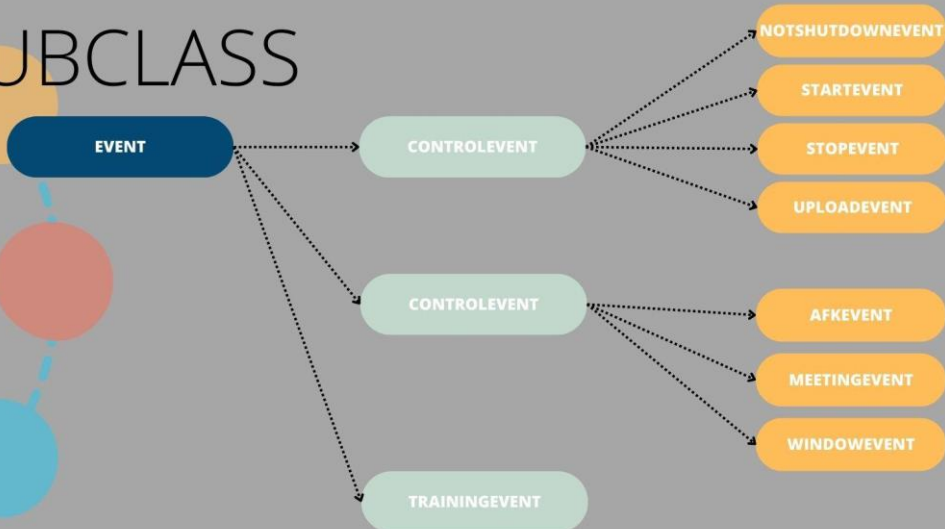 UBCLASS
EVENT
CONTROLEVENT
NOTSHUTDOWNEVENT
STARTEVENT
STOPEVENT
UPLOADEVENT
CONTROLEVENT
AFKEVENT
MEETINGEVENT
WINDOWEVENT
TRAININGEVENT